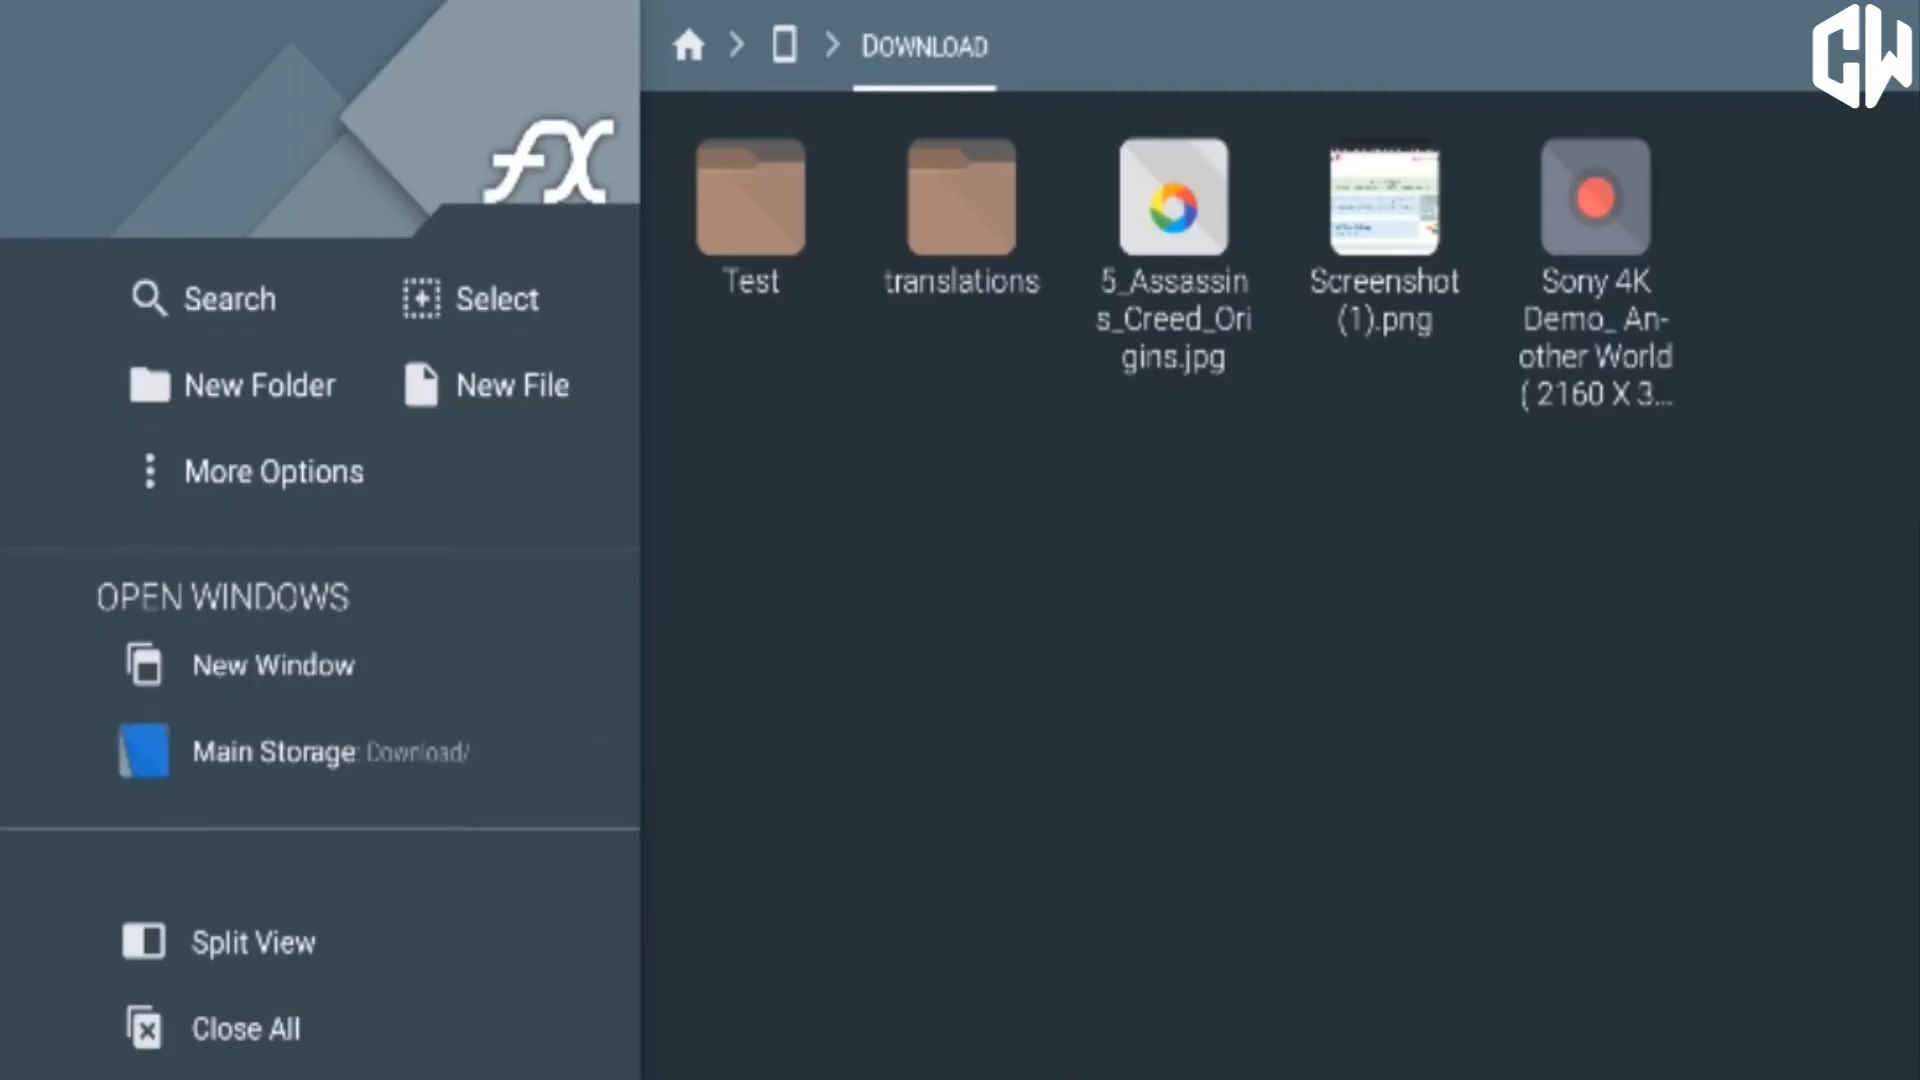 fX
DOWNLOAD
CW
Search
Select
New Folder
New File
More Options
OPEN WINDOWS
New Window
Main Storage: Download/
Split View
Close All
Test
translations
5_Assassin
s_Creed_Ori
gins.jpg
Screenshot
(1).png
Sony 4K
Demo_ An-
other World
( 2160 X 3...